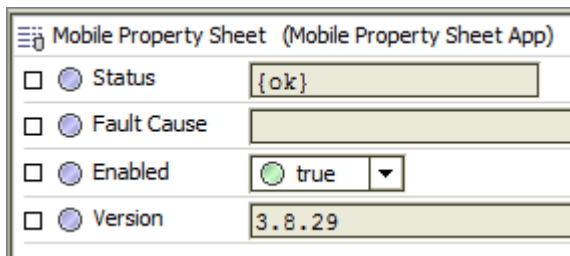 Mobile Property Sheet (Mobile Property Sheet App)
Status {ok}
Fault Cause
Enabled true
Version 3.8.29